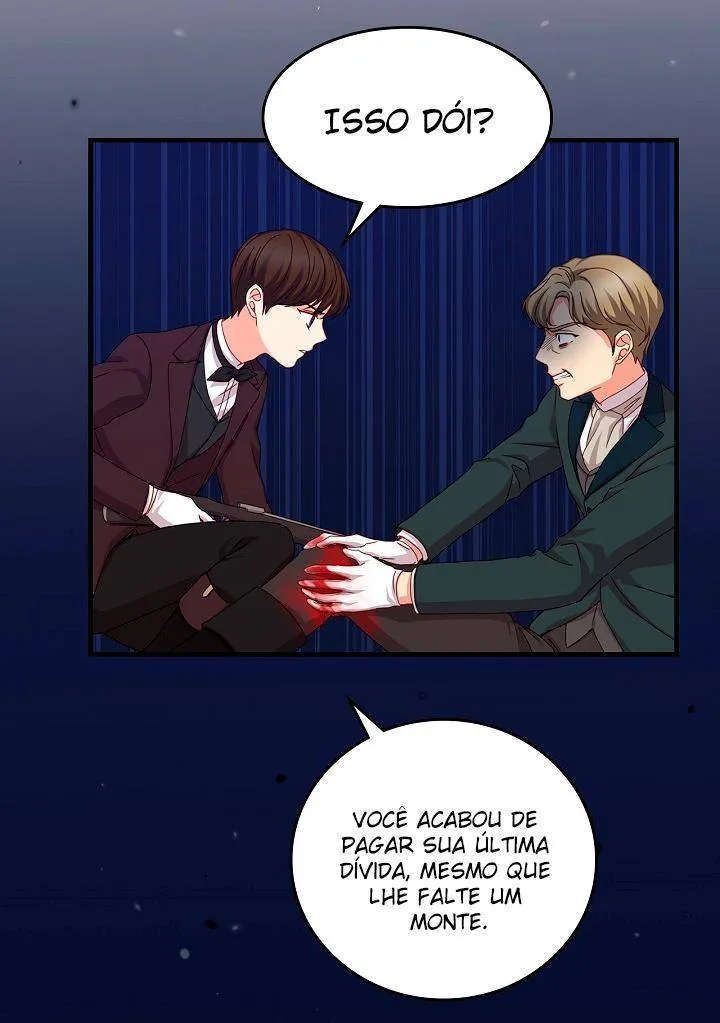 ISSO DÓI?
VOCÊ ACABOU DE
PAGAR SUA ÚLTIMA
DÍVIDA, MESMO QUE
LHE FALTE UM
MONTE.